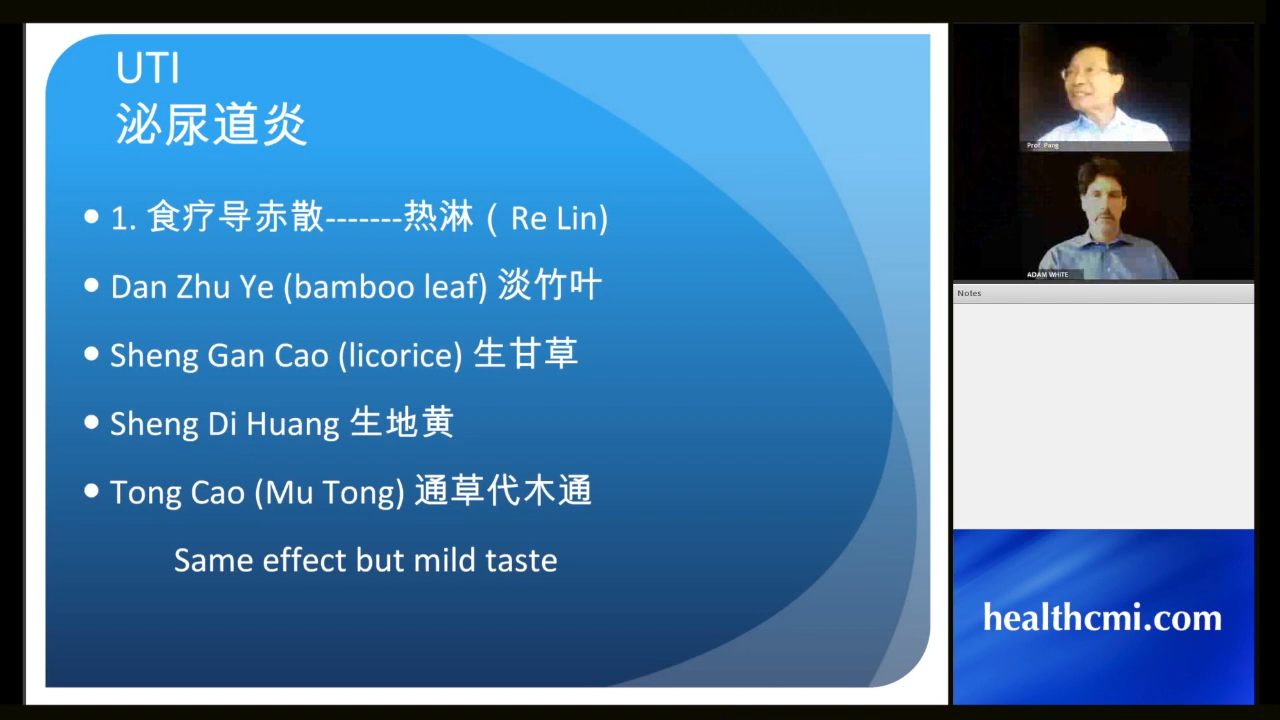 UTI
泌尿道炎
1. 食疗导赤散-------热淋 ( Re Lin)
Dan Zhu Ye (bamboo leaf) 淡竹叶
Sheng Gan Cao (licorice) 生甘草
Sheng Di Huang 生地黄
Tong Cao (Mu Tong) 通草代木通
Same effect but mild taste
Prof. Pang
ADAM WHITE
Notes
healthcmi.com